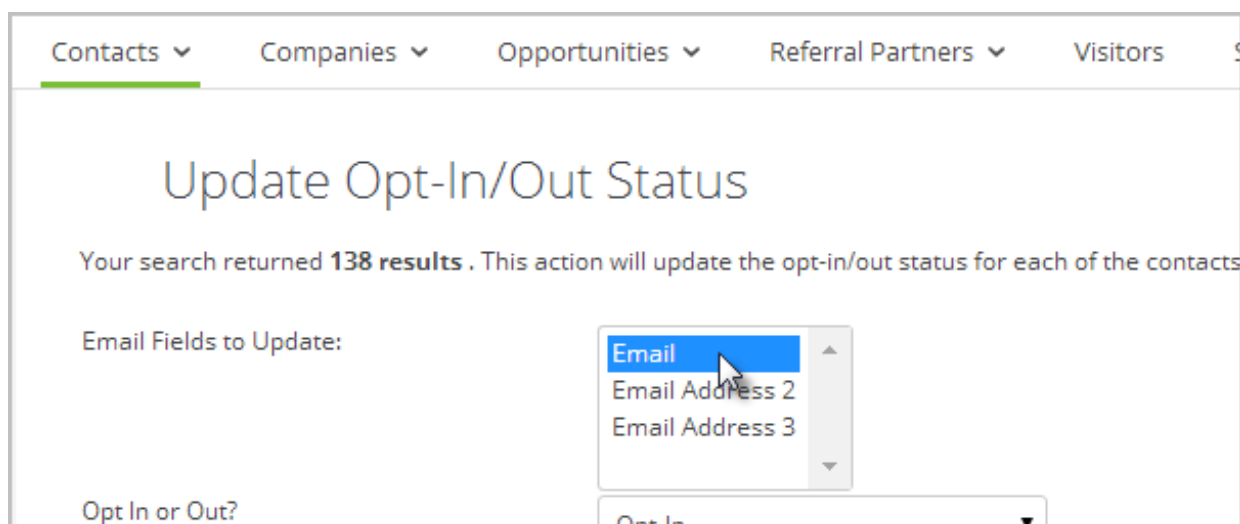 Contacts Companies Opportunities Referral Partners Visitors
Update Opt-In/Out Status
Your search returned 138 results . This action will update the opt-in/out status for each of the contacts
Email Fields to Update:
Email
Email Address 2
Email Address 3
Opt In or Out?
Opt In